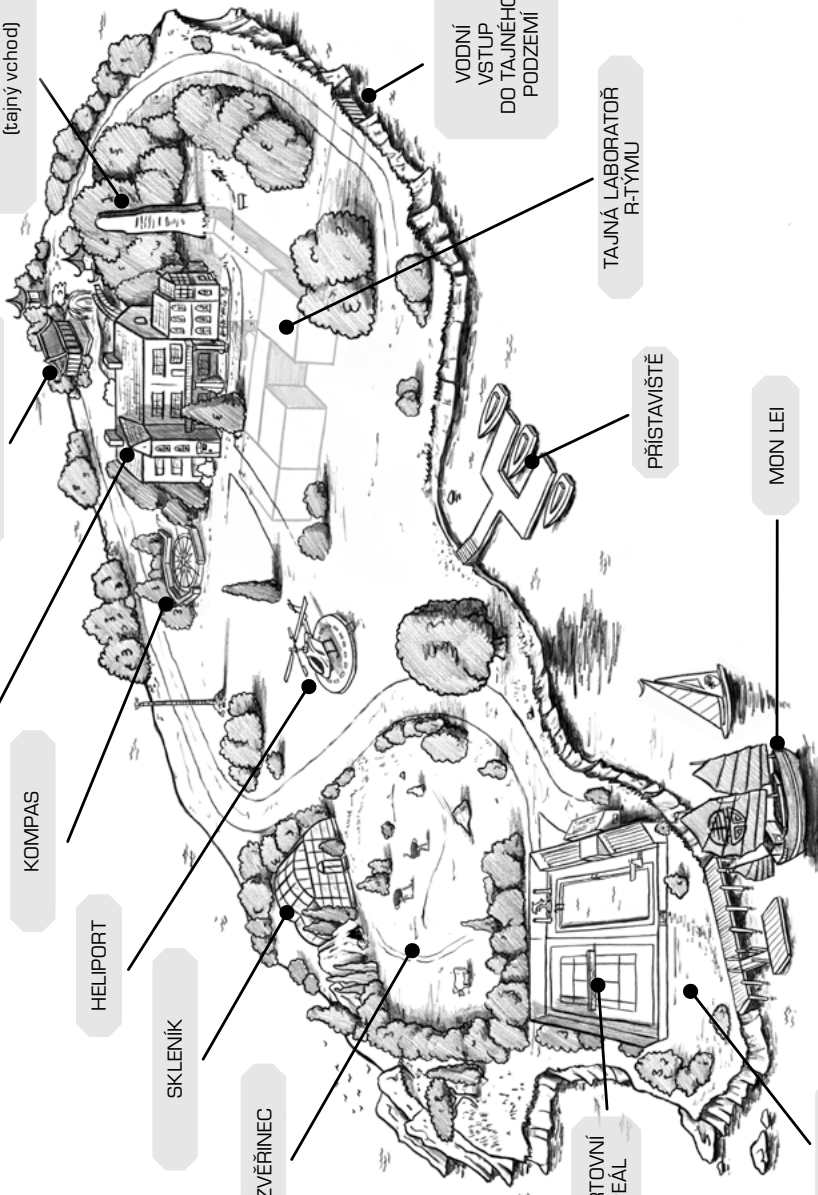 (tajný vchod)
VODNÍ
VSTUP
DO TAJNÉHO
PODZEMÍ
TAJNÁ LABORATOŘ
R-TÝMU
PŘÍSTAVIŠTĚ
MON LEI
KOMPAS
HELIPORT
SKLENÍK
ZVĚŘINEC
RTOVNÍ
EÁL